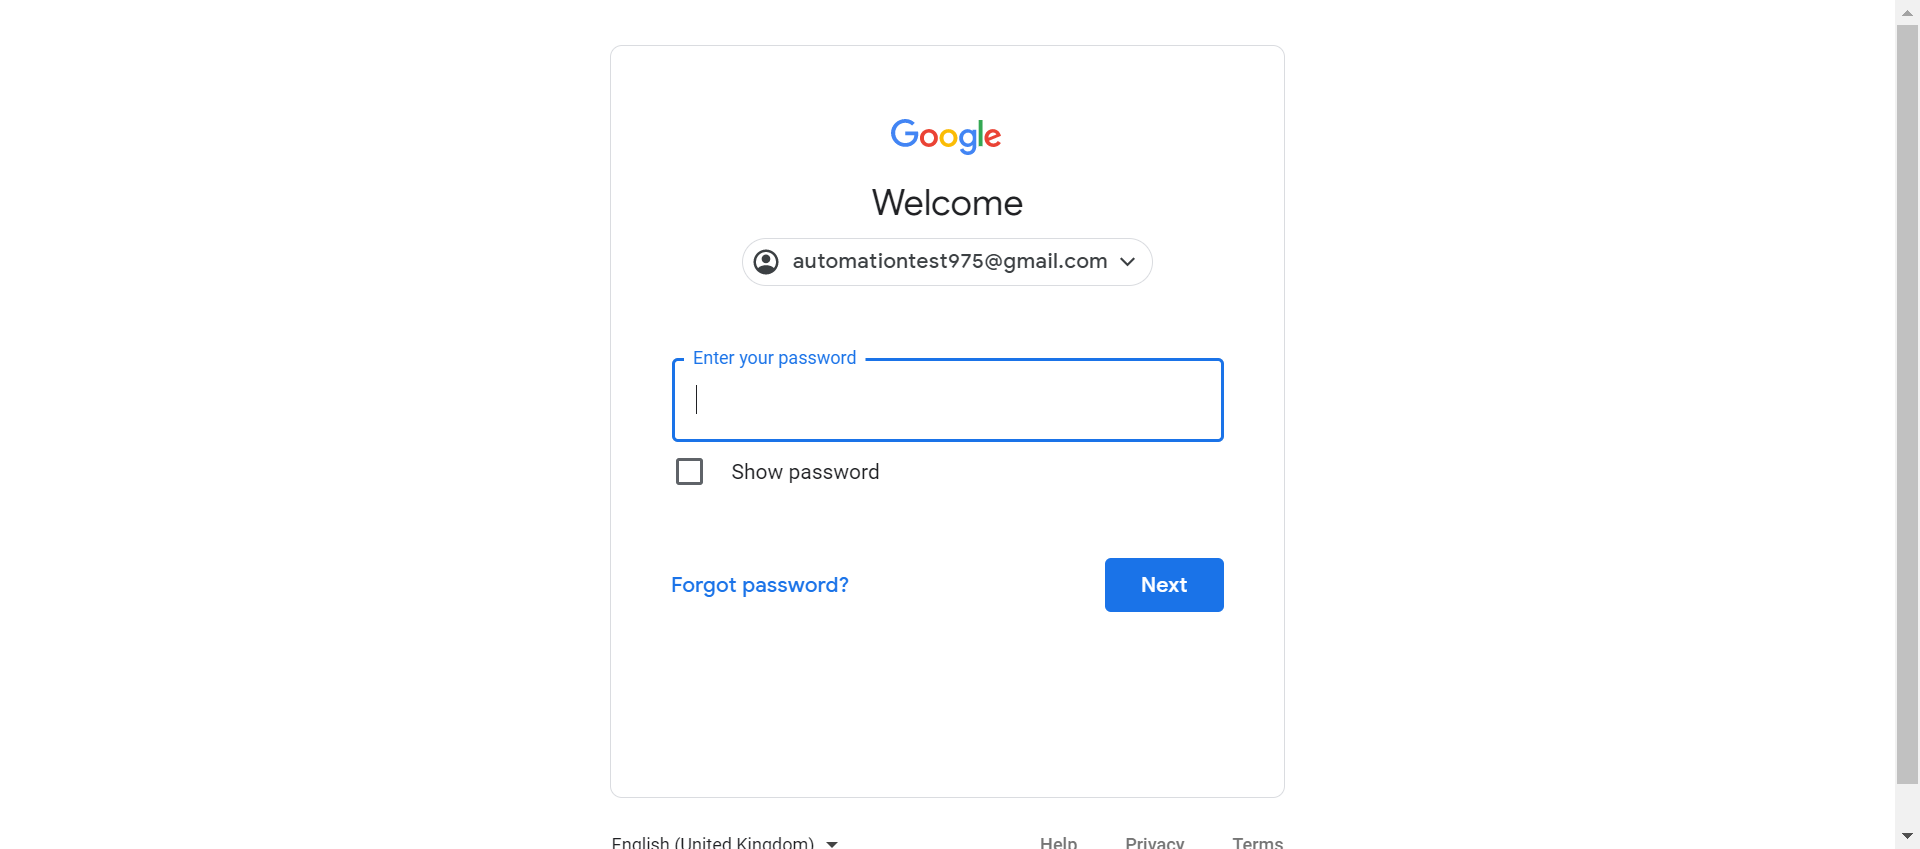 Google
Welcome
automationtest975@gmail.com
Enter your password
Show password
Forgot password?
Next
English (United Kingdom)
Help
Privacy
Terms